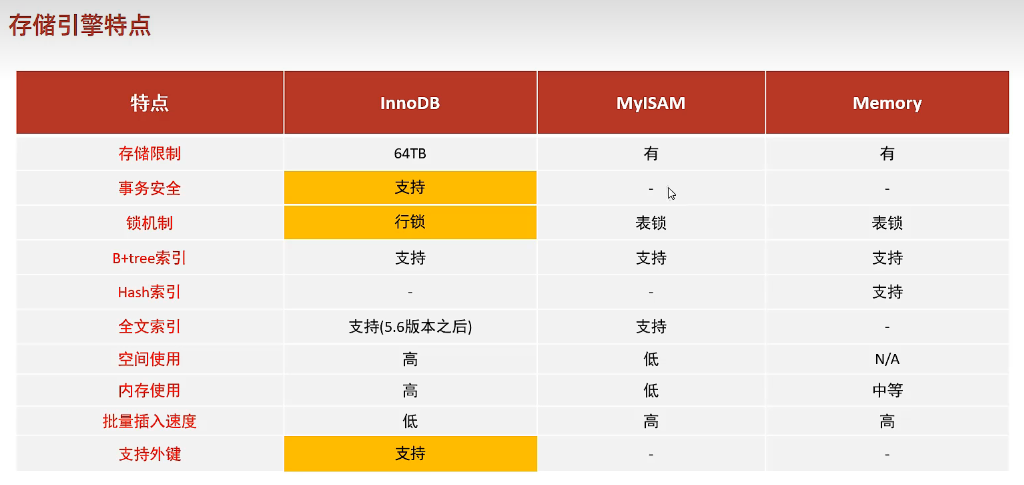 存储引擎特点
特点 InnoDB MyISAM Memory
存储限制 64TB 有 有
事务安全 支持 - -
锁机制 行锁 表锁 表锁
B+tree索引 支持 支持 支持
Hash索引 - - 支持
全文索引 支持(5.6版本之后) 支持 -
空间使用 高 低 N/A
内存使用 高 低 中等
批量插入速度 低 高 高
支持外键 支持 - -